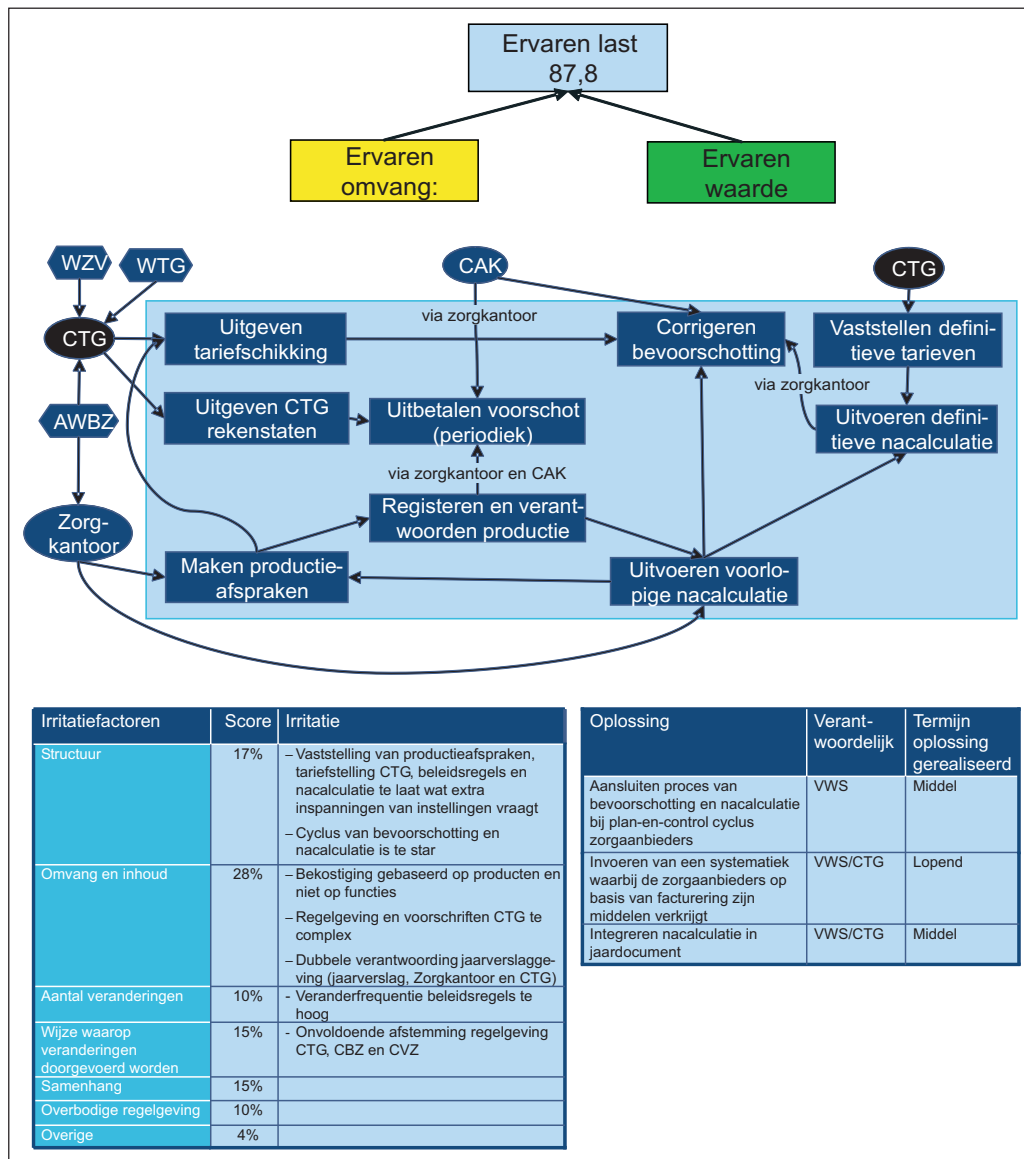 Ervaren last
87,8
Ervaren
omvang:
Ervaren
waarde
WZV
WTG
CAK
CTG
CTG
via zorgkantoor
Uitgeven
tariefschikking
Corrigeren
bevoorschotting
Vaststellen defini-
tieve tarieven
via zorgkantoor
AWBZ
Uitgeven CTG
rekenstaten
Uitbetalen voorschot
(periodiek)
Uitvoeren defini-
tieve nacalculatie
via zorgkantoor en CAK
Registeren en verant-
woorden productie
Zorg-
kantoor
Maken productie-
afspraken
Uitvoeren voorlo-
pige nacalculatie
Irritatiefactoren Score Irritatie
Structuur 17% – Vaststelling van productieafspraken,
tariefstelling CTG, beleidsregels en
nacalculatie te laat wat extra
inspanningen van instellingen vraagt
– Cyclus van bevoorschotting en
nacalculatie is te star
Omvang en inhoud 28% – Bekostiging gebaseerd op producten en
niet op functies
– Regelgeving en voorschriften CTG te
complex
– Dubbele verantwoording jaarverslagge-
ving (jaarverslag, Zorgkantoor en CTG)
Aantal veranderingen 10% - Veranderfrequentie beleidsregels te
hoog
Wijze waarop 15% - Onvoldoende afstemming regelgeving
veranderingen CTG, CBZ en CVZ
doorgevoerd worden
Samenhang 15%
Overbodige regelgeving 10%
Overige 4%
Oplossing Verant- Termijn
woordelijk oplossing
gerealiseerd
Aansluiten proces van VWS Middel
bevoorschotting en nacalculatie
bij plan-en-control cyclus
zorgaanbieders
Invoeren van een systematiek VWS/CTG Lopend
waarbij de zorgaanbieders op
basis van facturering zijn
middelen verkrijgt
Integreren nacalculatie in VWS/CTG Middel
jaardocument